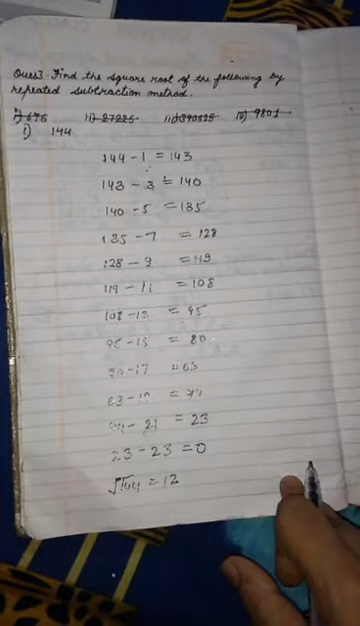 Ques3. Find the square root of the following by
repeated subtraction method.
i) 676 ii) 27225 iii) 390625 iv) 9801
i) 144
144 - 1 = 143
143 - 3 = 140
140 - 5 = 135
135 - 7 = 128
128 - 9 = 119
119 - 11 = 108
108 - 13 = 95
95 - 15 = 80
80 - 17 = 63
63 - 19 = 44
44 - 21 = 23
23 - 23 = 0
√144 = 12